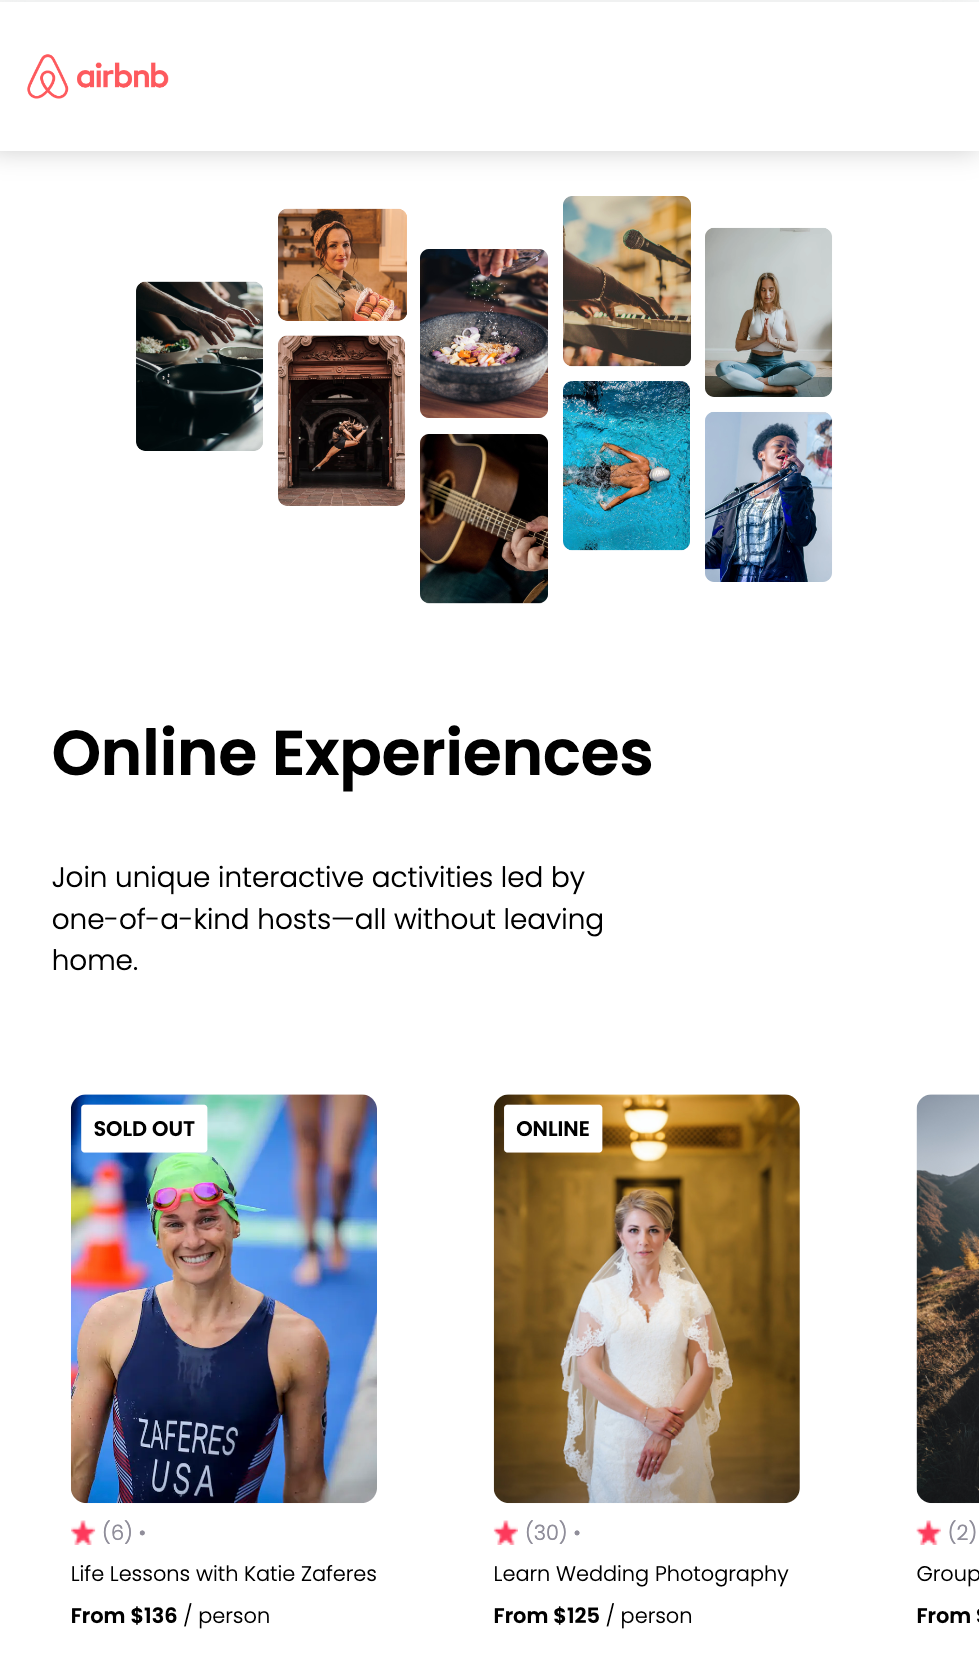 airbnb
Online Experiences
Join unique interactive activities led by
one-of-a-kind hosts—all without leaving
home.
SOLD OUT
ZAFERES
USA
(6) •
Life Lessons with Katie Zaferes
From $136 / person
ONLINE
(30) •
Learn Wedding Photography
From $125 / person
(2)
Group
From $